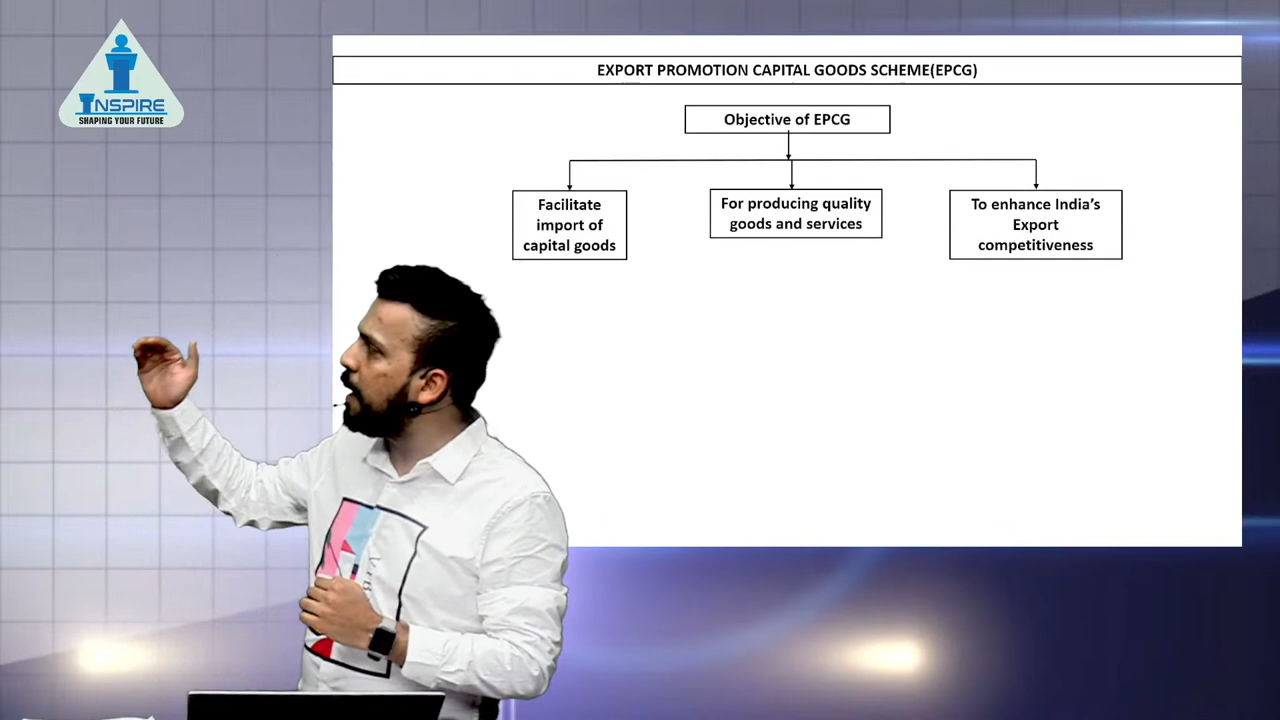 INSPIRE
SHAPING YOUR FUTURE
EXPORT PROMOTION CAPITAL GOODS SCHEME(EPCG)
Objective of EPCG
Facilitate
import of
capital goods
For producing quality
goods and services
To enhance India's
Export
competitiveness